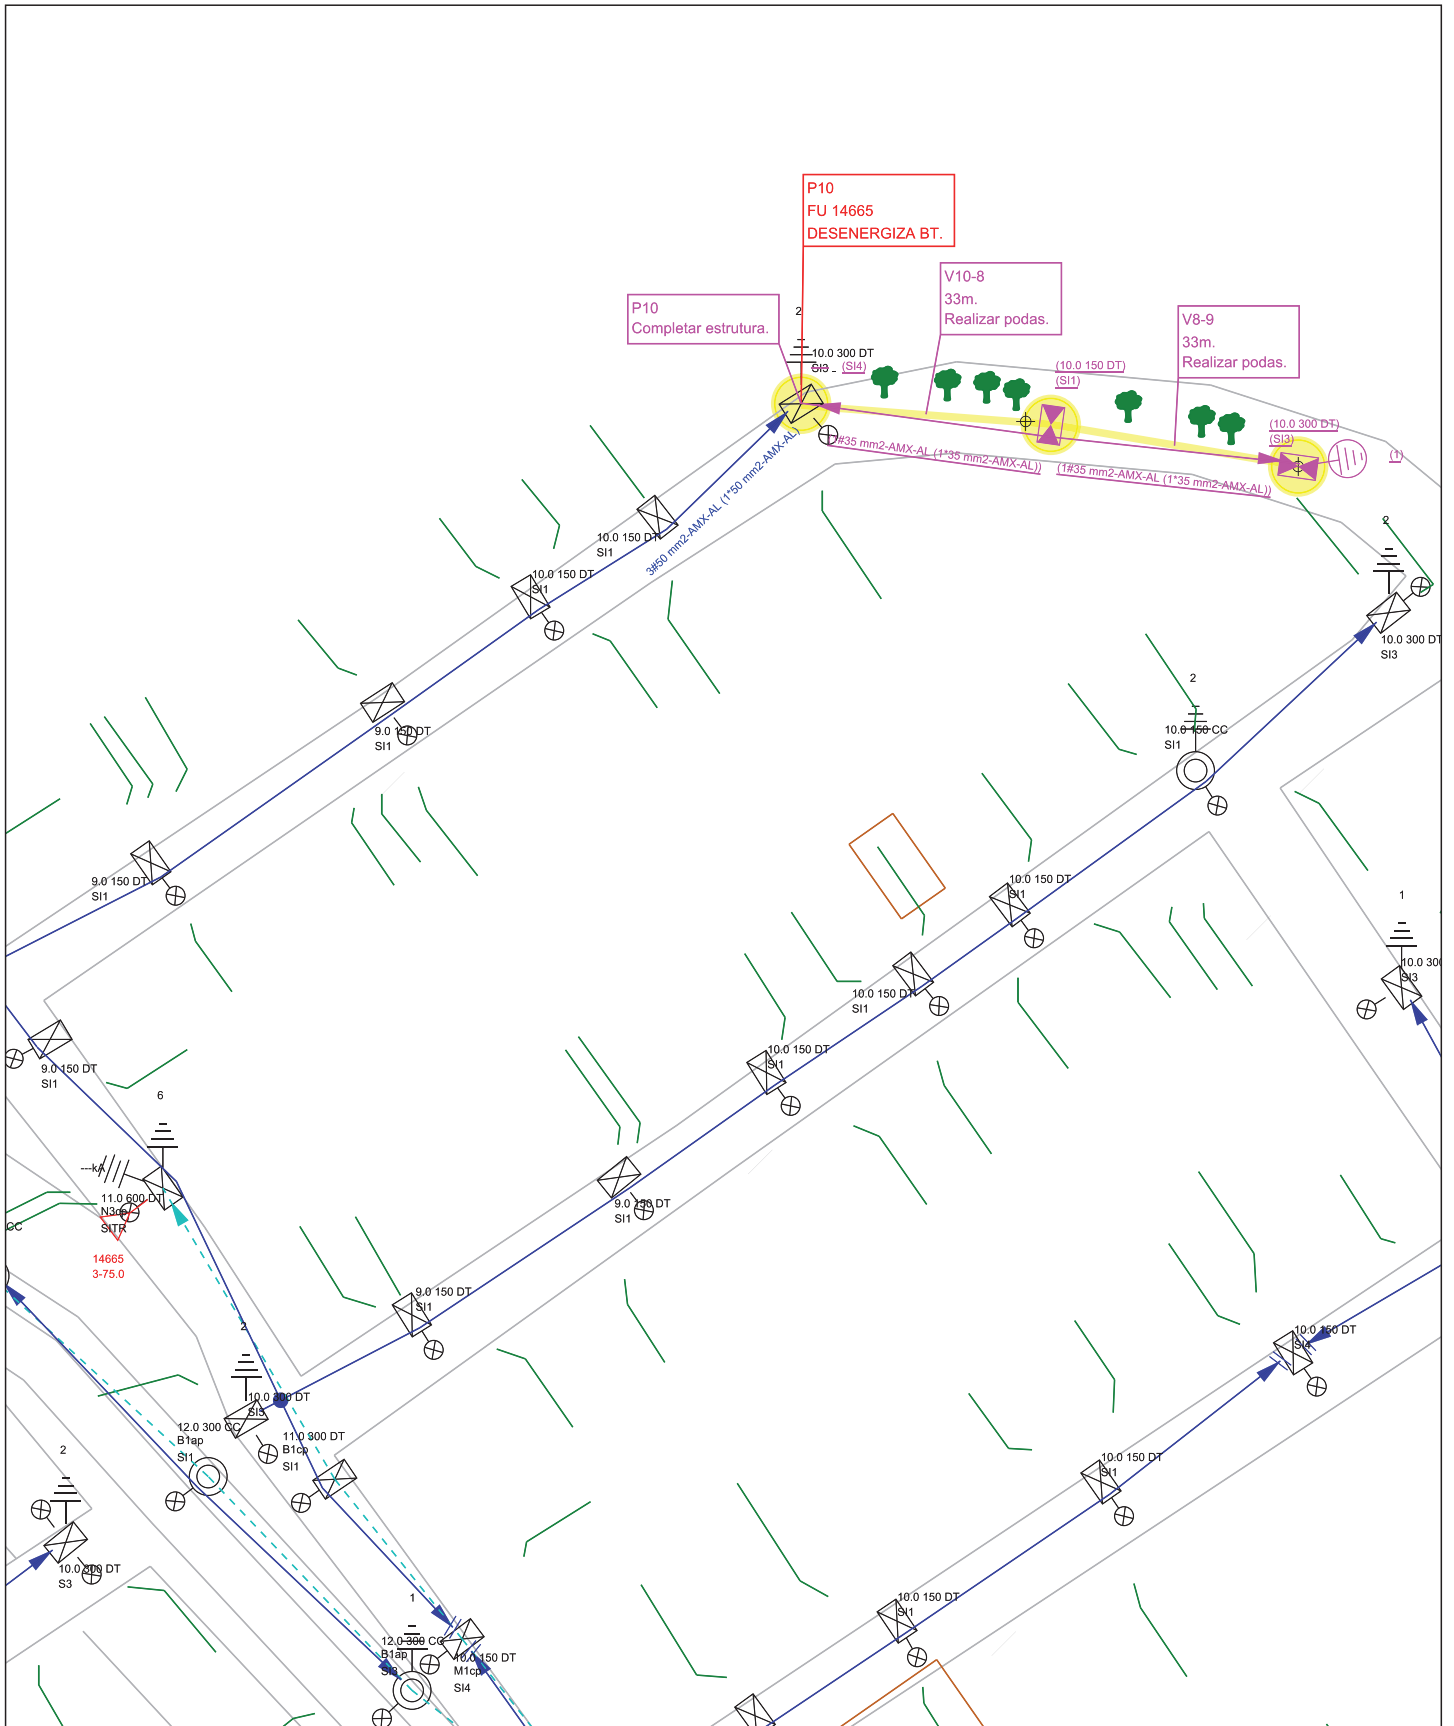 P10
FU 14665
DESENERGIZA BT.
V10-8
33m.
Realizar podas.
P10
Completar estrutura.
V8-9
33m.
Realizar podas.
2
10.0 300 DT
SI3 (SI4)
(10.0 150 DT)
(SI1)
(10.0 300 DT)
(SI3)
(1)
#35 mm2-AMX-AL (1*35 mm2-AMX-AL))
(1#35 mm2-AMX-AL (1*35 mm2-AMX-AL))
3#50 mm2-AMX-AL (1*50 mm2-AMX-AL)
10.0 150 DT
SI1
2
10.0 150 DT
SI1
10.0 300 DT
SI3
2
9.0 150 DT
SI1
10.0 150 CC
SI1
9.0 150 DT
SI1
10.0 150 DT
SI1
1
10.0 300
SI3
10.0 150 DT
SI1
10.0 150 DT
SI1
9.0 150 DT
SI1
6
---kA
11.0 600 DT
N3cp
SITR
CC
14665
3-75.0
9.0 150 DT
SI1
9.0 150 DT
SI1
2
10.0 150 DT
SI4
10.0 300 DT
SI3
12.0 300 CC
B1ap
SI1
11.0 300 DT
B1cp
SI1
2
10.0 150 DT
SI1
10.0 300 DT
S3
1
10.0 150 DT
SI1
12.0 300 CC
B1ap
SI3
10.0 150 DT
M1cp
SI4